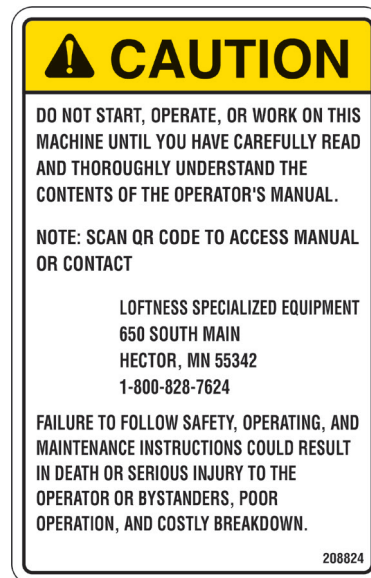 CAUTION
DO NOT START, OPERATE, OR WORK ON THIS
MACHINE UNTIL YOU HAVE CAREFULLY READ
AND THOROUGHLY UNDERSTAND THE
CONTENTS OF THE OPERATOR'S MANUAL.
NOTE: SCAN QR CODE TO ACCESS MANUAL
OR CONTACT
LOFTNESS SPECIALIZED EQUIPMENT
650 SOUTH MAIN
HECTOR, MN 55342
1-800-828-7624
FAILURE TO FOLLOW SAFETY, OPERATING, AND
MAINTENANCE INSTRUCTIONS COULD RESULT
IN DEATH OR SERIOUS INJURY TO THE
OPERATOR OR BYSTANDERS, POOR
OPERATION, AND COSTLY BREAKDOWN.
208824